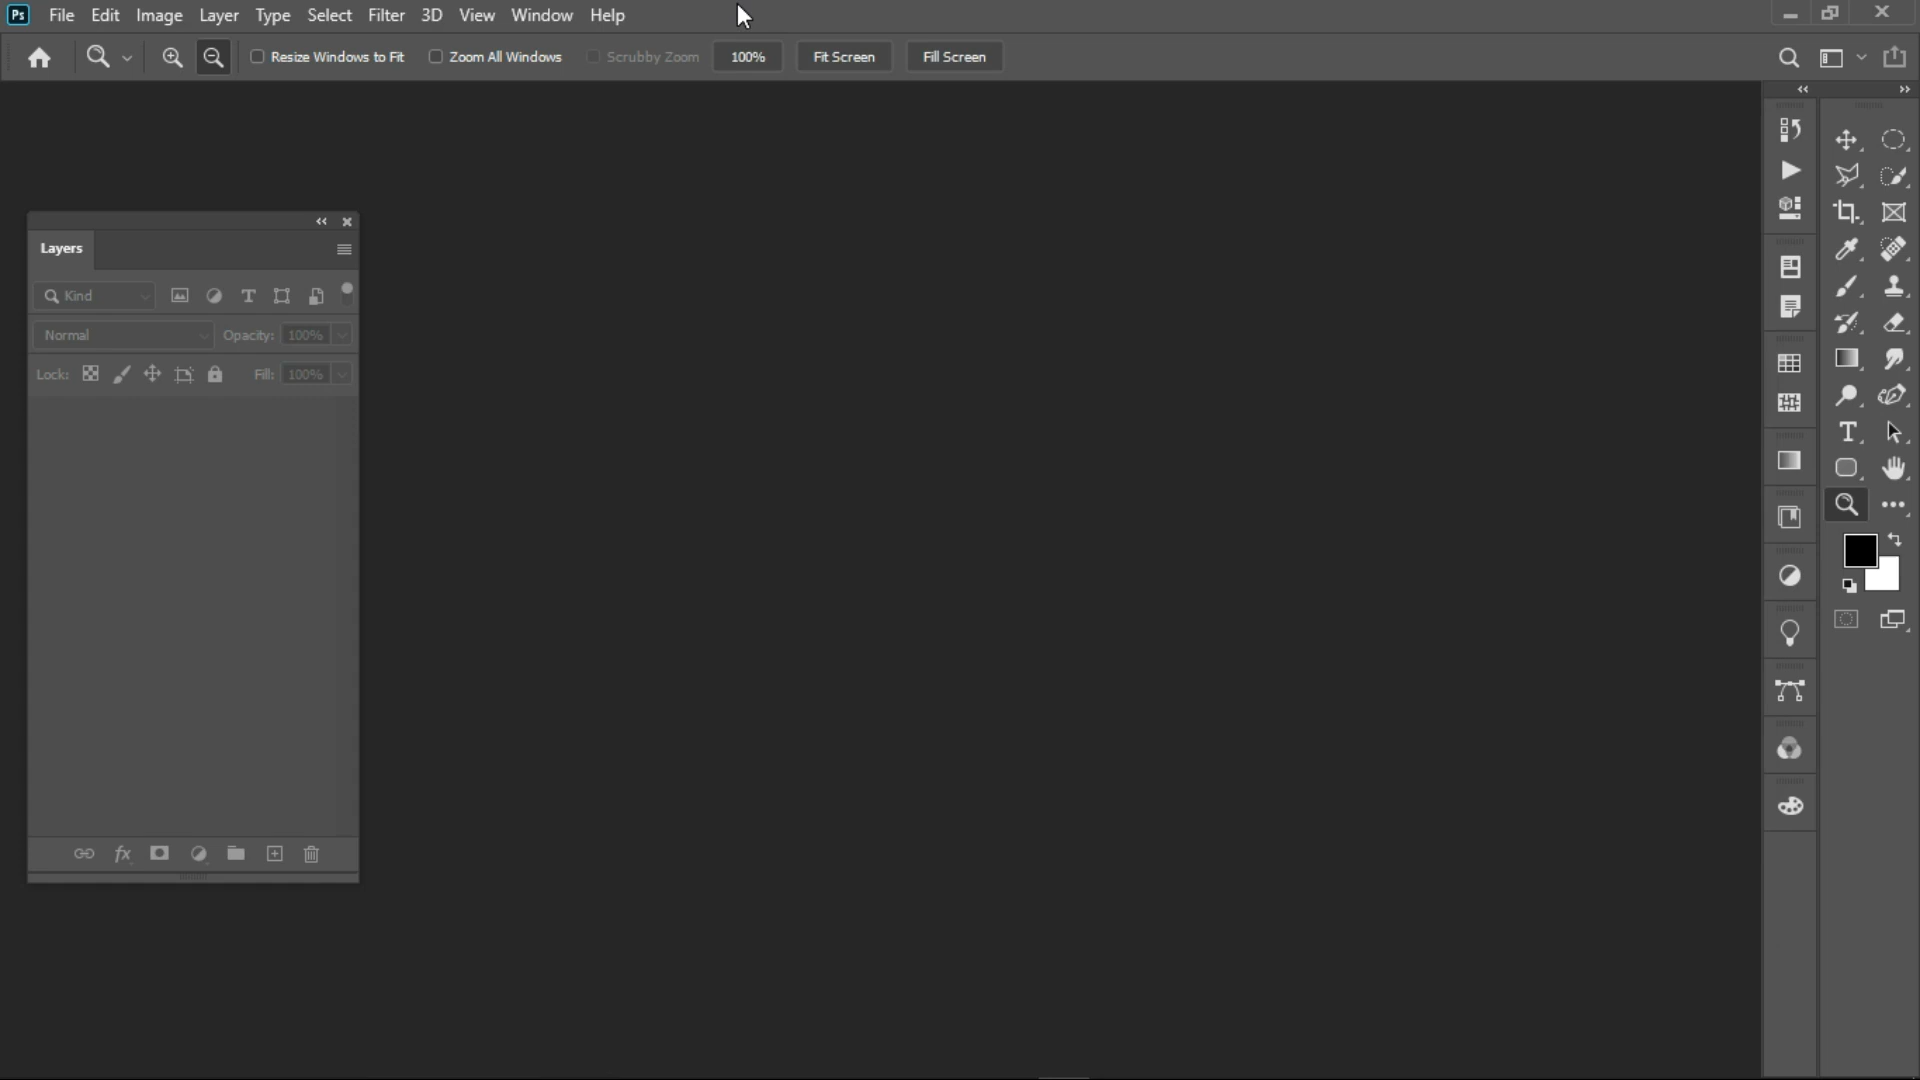 Ps File Edit Image Layer Type Select Filter 3D View Window Help
Resize Windows to Fit Zoom All Windows Scrubby Zoom 100% Fit Screen Fill Screen
Layers
Kind
Normal Opacity: 100%
Lock: Fill: 100%
fx